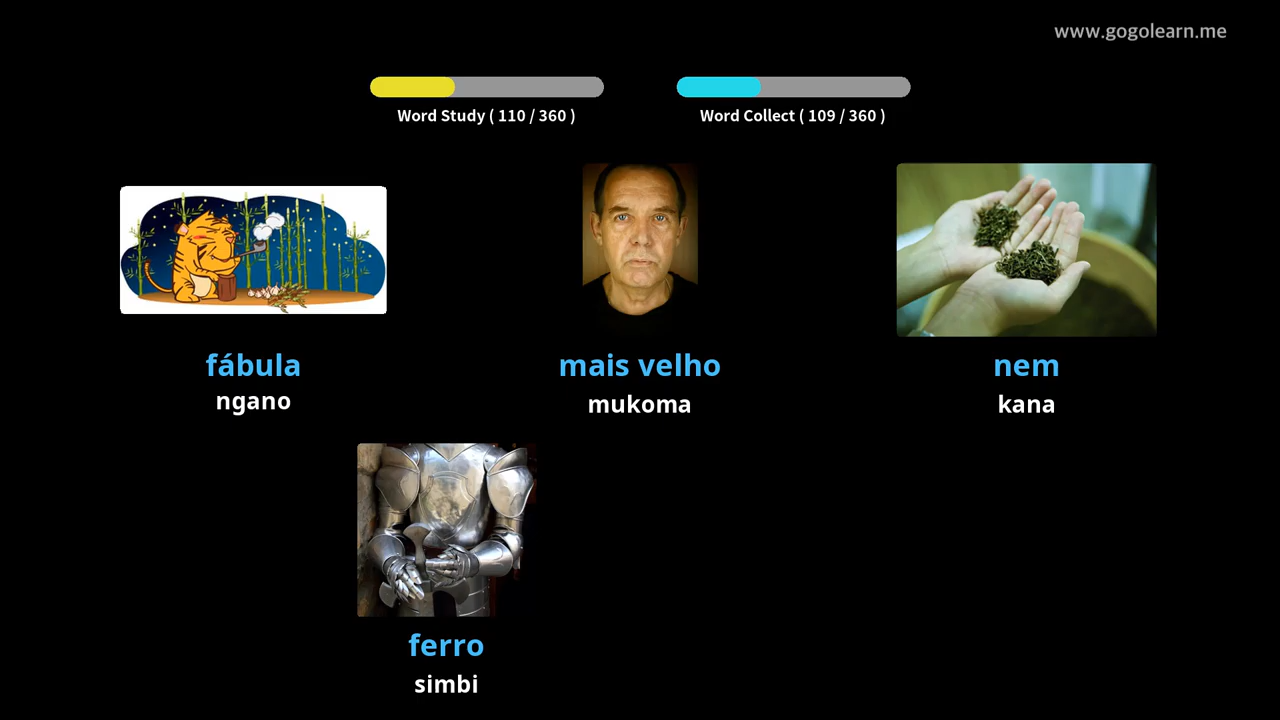 www.gogolearn.me
Word Study ( 110 / 360 )
Word Collect ( 109 / 360 )
fábula
ngano
mais velho
mukoma
nem
kana
ferro
simbi